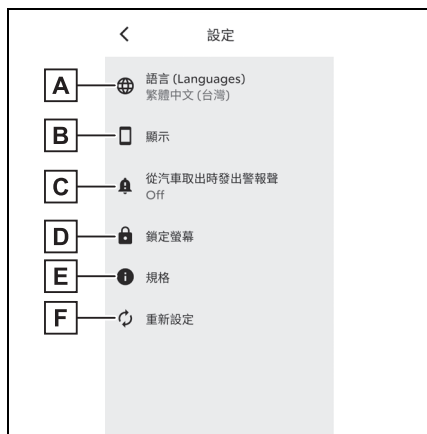 設定
A
語言 (Languages)
繁體中文 (台灣)
B
顯示
C
從汽車取出時發出警報聲
Off
D
鎖定螢幕
E
規格
F
重新設定